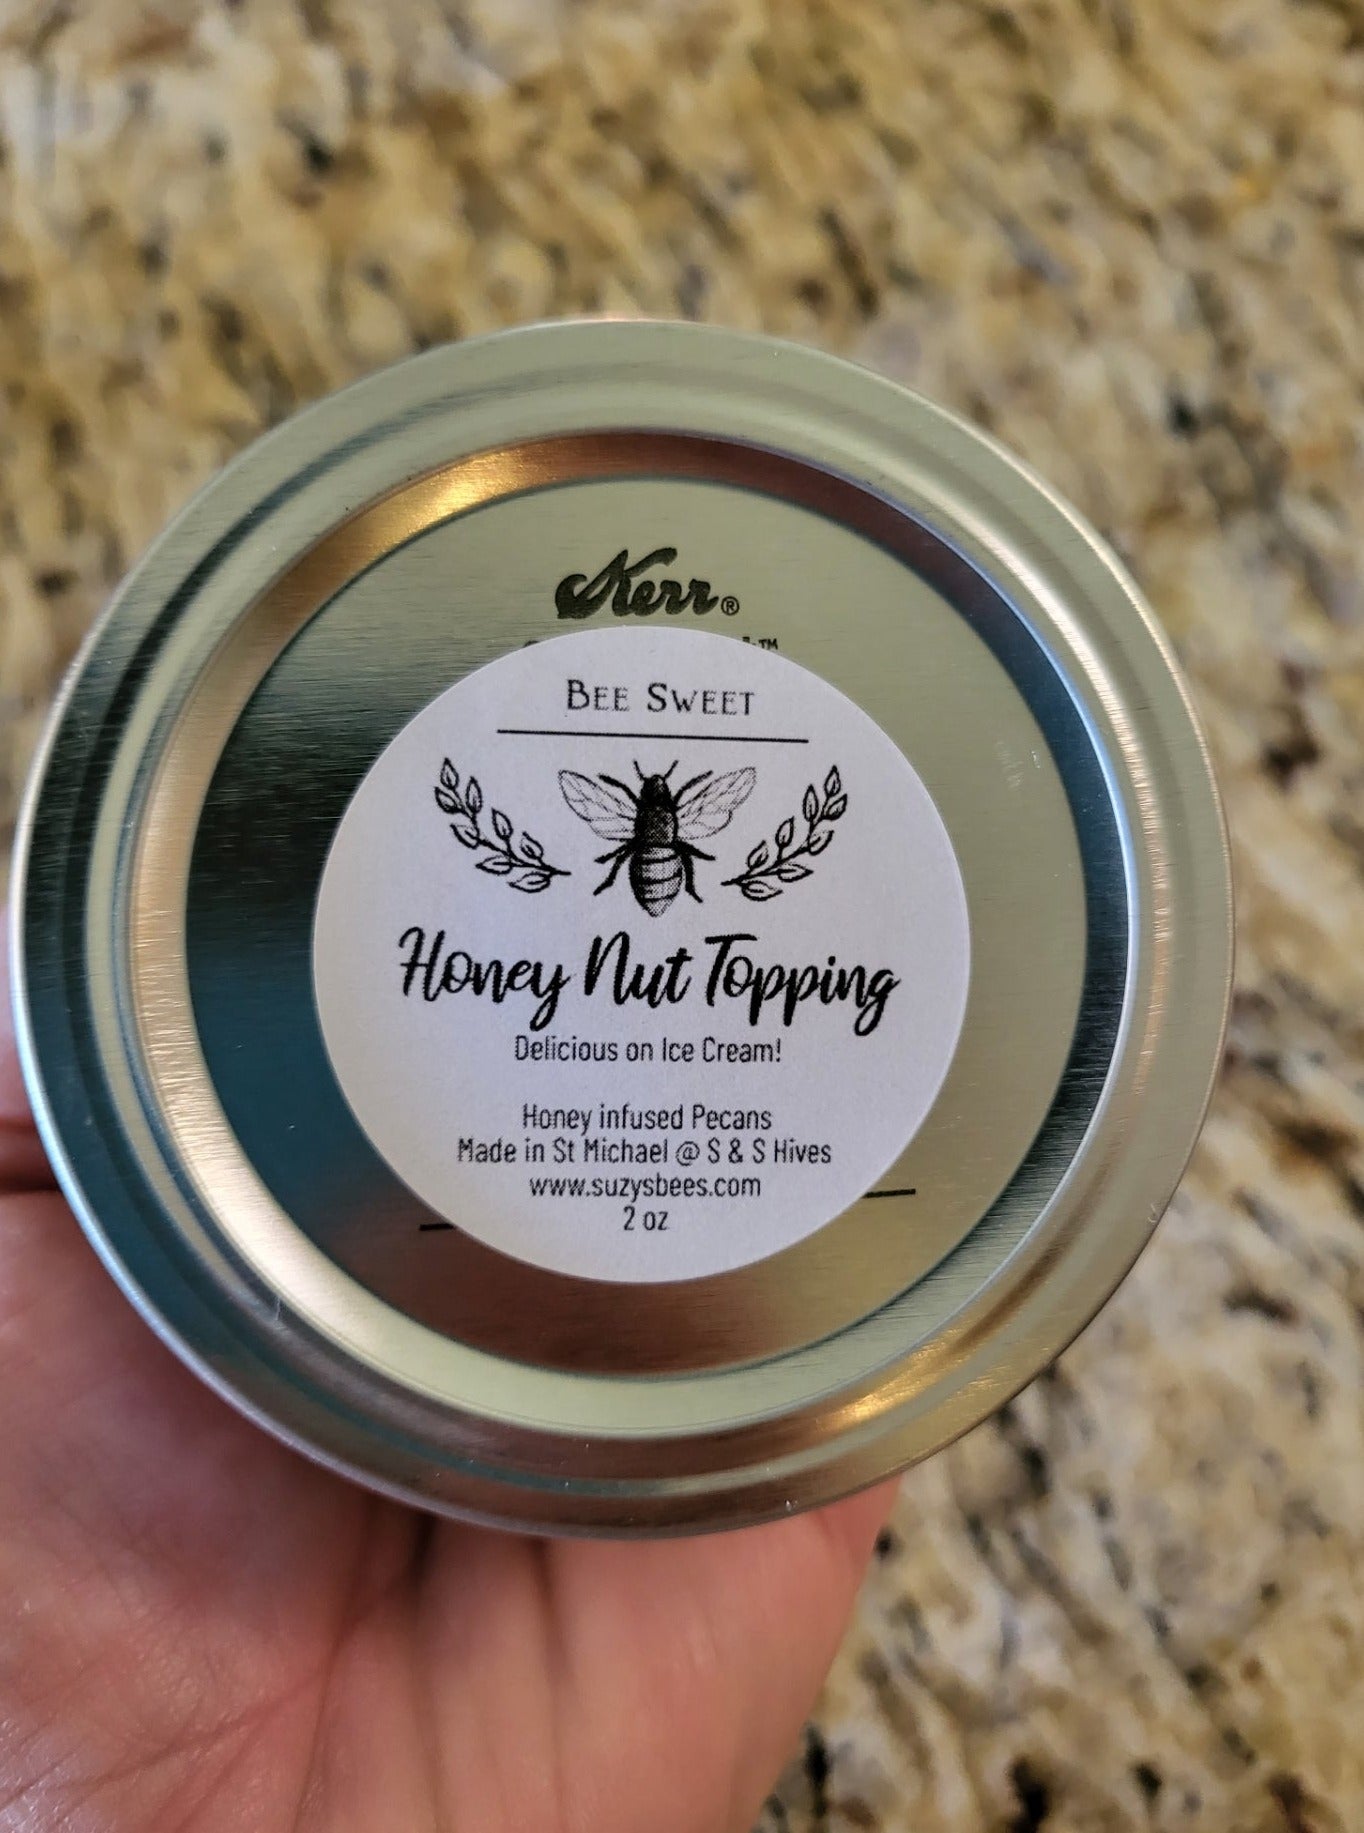 Kerr®
Bee Sweet
Honey Nut Topping
Delicious on Ice Cream!
Honey infused Pecans
Made in St Michael @ S & S Hives
www.suzysbees.com
2 oz